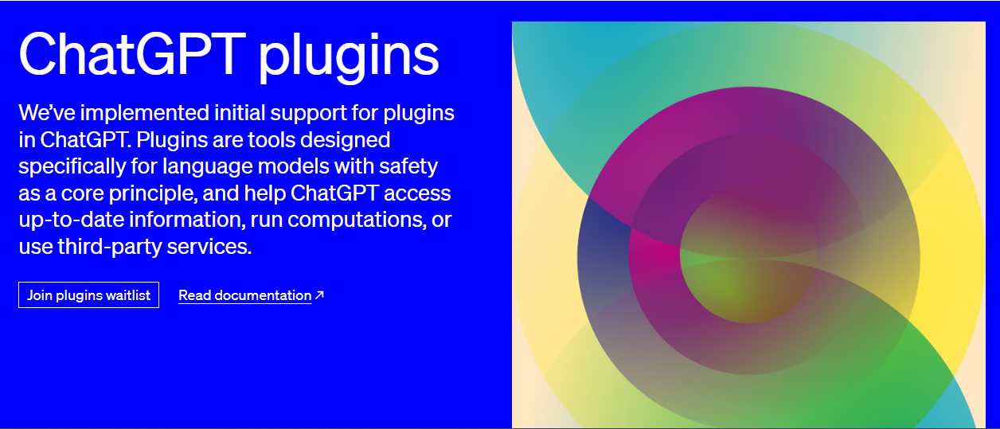 ChatGPT plugins
We’ve implemented initial support for plugins
in ChatGPT. Plugins are tools designed
specifically for language models with safety
as a core principle, and help ChatGPT access
up-to-date information, run computations, or
use third-party services.
Join plugins waitlist
Read documentation ↗